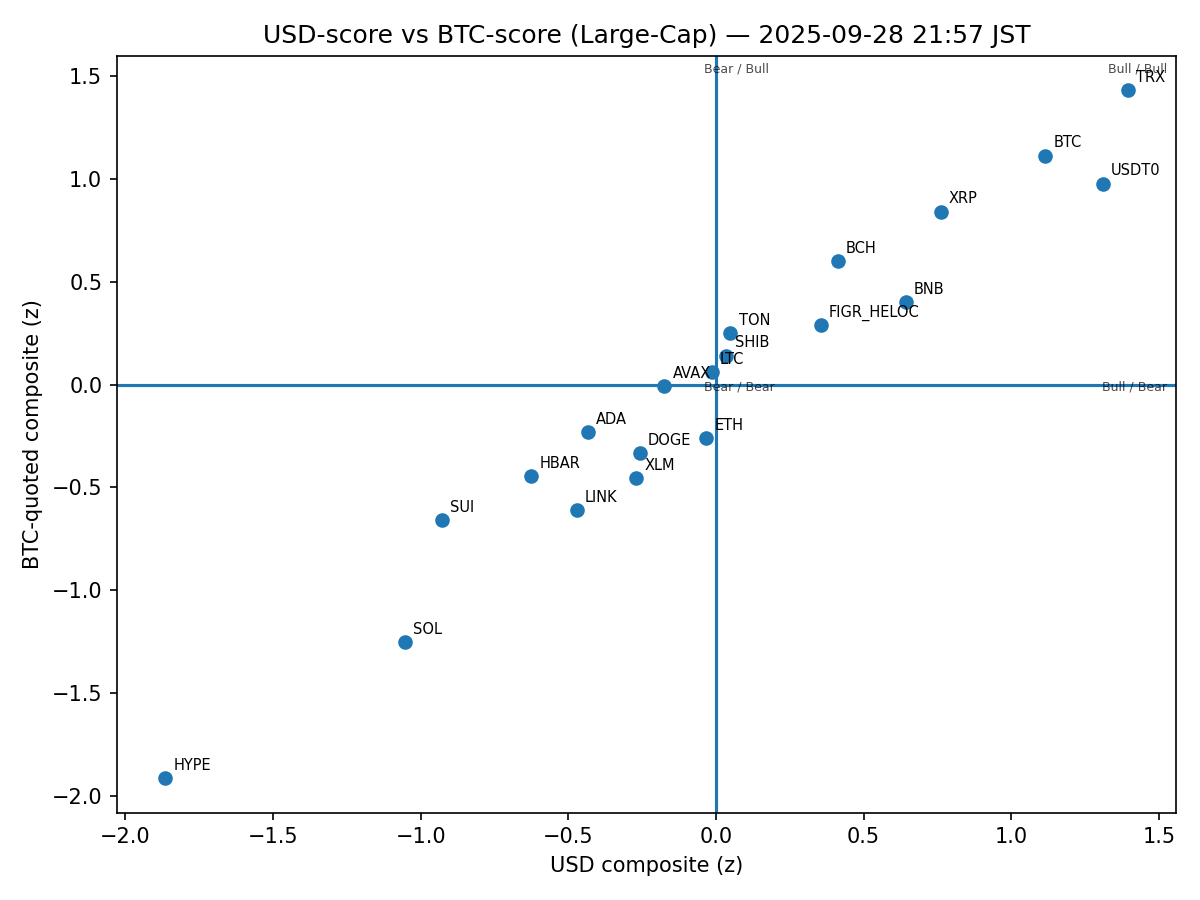 USD-score vs BTC-score (Large-Cap) — 2025-09-28 21:57 JST
Bear / Bull
Bull / Bull
TRX
BTC
USDT0
XRP
BCH
BNB
FIGR_HELOC
TON
SHIB
LTC
AVAX
Bear / Bear
Bull / Bear
ADA
ETH
DOGE
HBAR
XLM
LINK
SUI
SOL
HYPE
1.5
1.0
0.5
0.0
−0.5
−1.0
−1.5
−2.0
BTC-quoted composite (z)
−2.0 −1.5 −1.0 −0.5 0.0 0.5 1.0 1.5
USD composite (z)